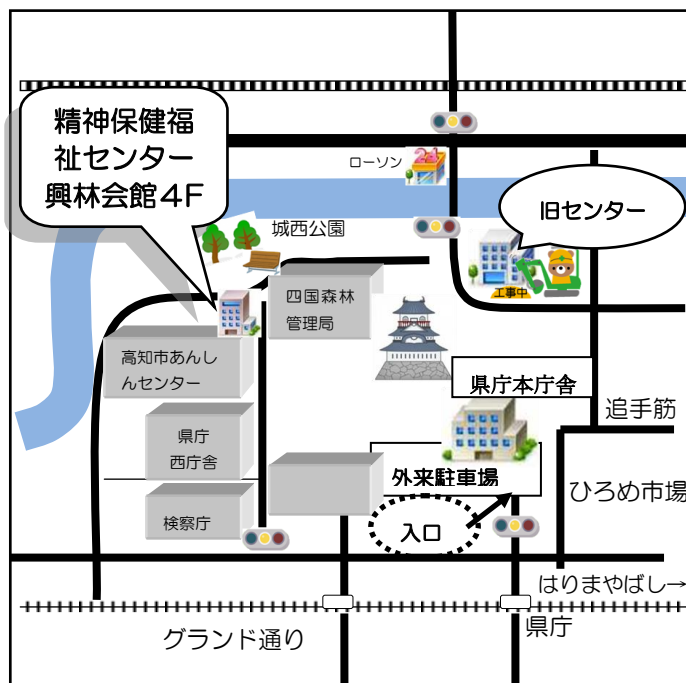 精神保健福
祉センター
興林会館４F
ローソン
旧センター
城西公園
工事中
四国森林
管理局
高知市あんし
んセンター
県庁本庁舎
追手筋
県庁
西庁舎
外来駐車場
ひろめ市場
検察庁
入口
はりまやばし→
県庁
グランド通り